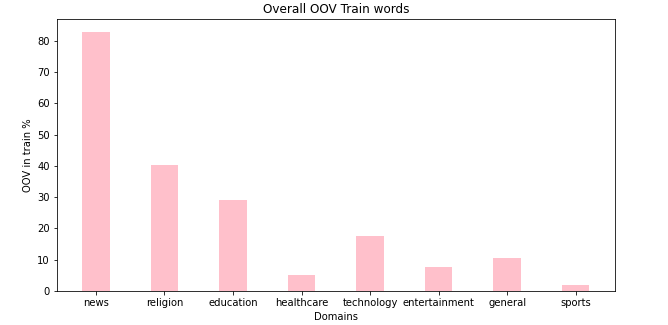 Overall OOV Train words
OOV in train %
80
70
60
50
40
30
20
10
0
news religion education healthcare technology entertainment general sports
Domains